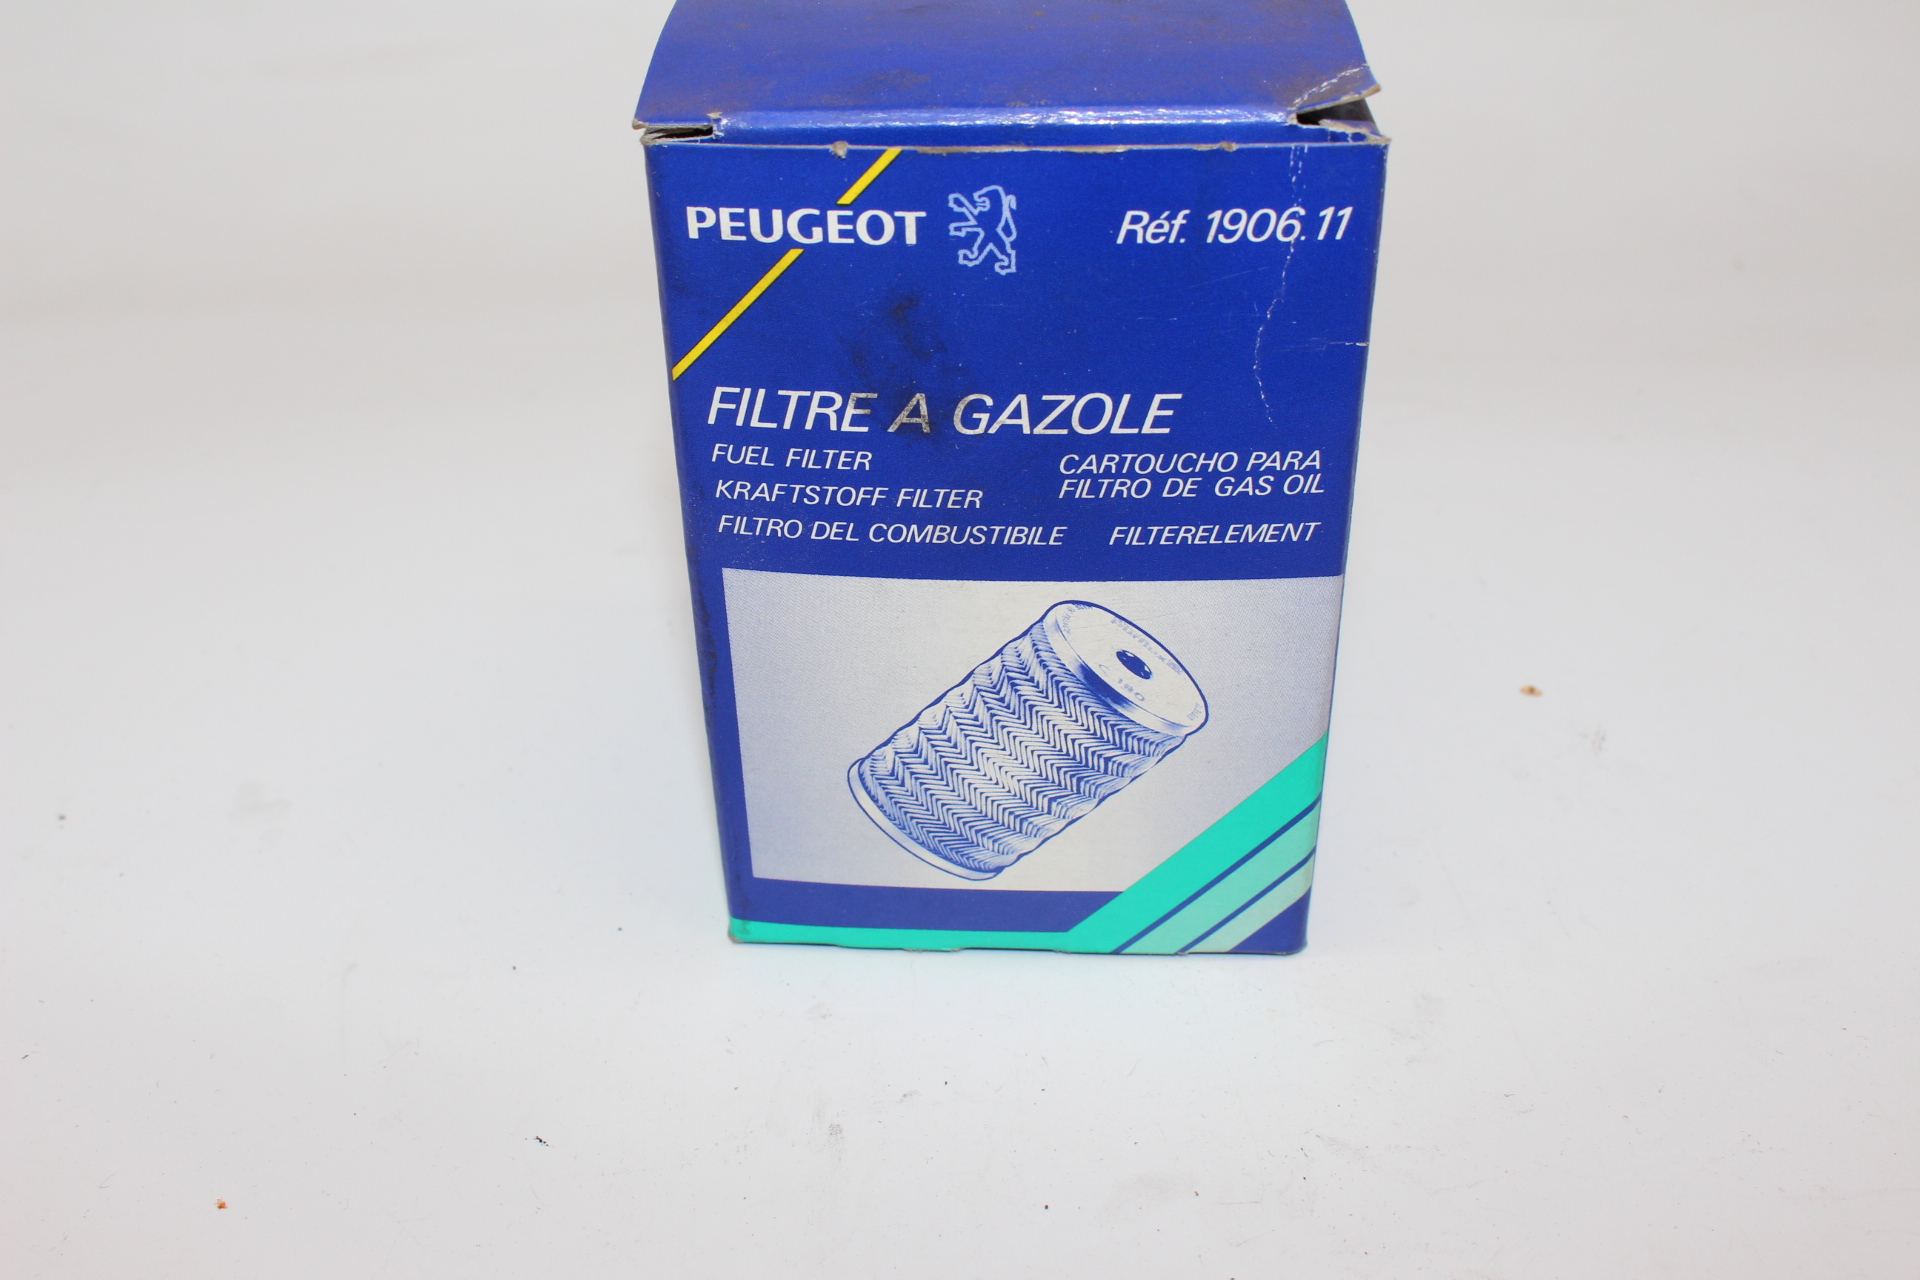 PEUGEOT
Réf. 1906.11
FILTRE A GAZOLE
FUEL FILTER
KRAFTSTOFF FILTER
FILTRO DEL COMBUSTIBILE
CARTOUCHO PARA
FILTRO DE GAS OIL
FILTERELEMENT
C 180